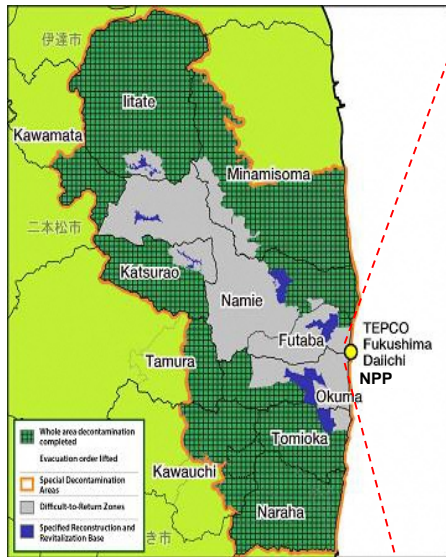 伊達市
Iitate
Kawamata
Minamisoma
二本松市
Katsurao
Namie
TEPCO
Fukushima
Daiichi
NPP
Futaba
Tamura
Okuma
Tomioka
Kawauchi
Naraha
き市
Whole area decontamination
completed
Evacuation order lifted
Special Decontamination
Areas
Difficult-to-Return Zones
Specified Reconstruction and
Revitalization Base